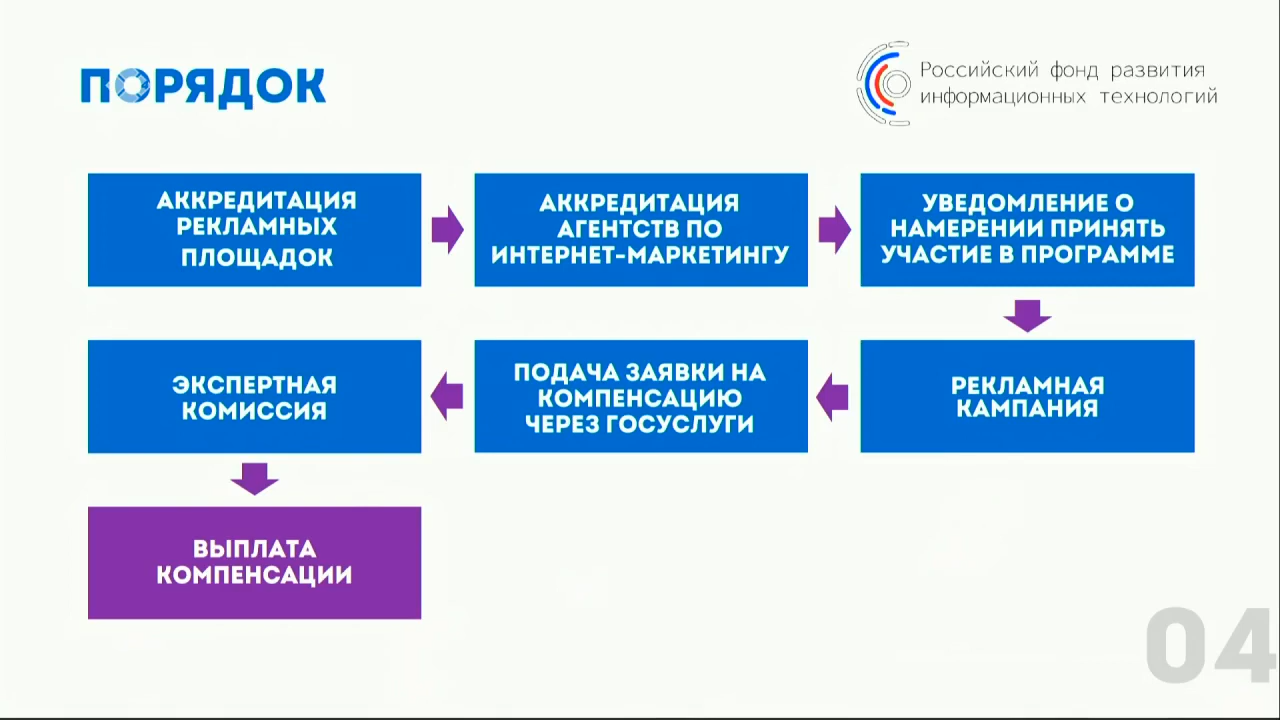 ПОРЯДОК
Российский фонд развития
информационных технологий
АККРЕДИТАЦИЯ
РЕКЛАМНЫХ
ПЛОЩАДОК
АККРЕДИТАЦИЯ
АГЕНТСТВ ПО
ИНТЕРНЕТ-МАРКЕТИНГУ
УВЕДОМЛЕНИЕ О
НАМЕРЕНИИ ПРИНЯТЬ
УЧАСТИЕ В ПРОГРАММЕ
РЕКЛАМНАЯ
КАМПАНИЯ
ПОДАЧА ЗАЯВКИ НА
КОМПЕНСАЦИЮ
ЧЕРЕЗ ГОСУСЛУГИ
ЭКСПЕРТНАЯ
КОМИССИЯ
ВЫПЛАТА
КОМПЕНСАЦИИ
04